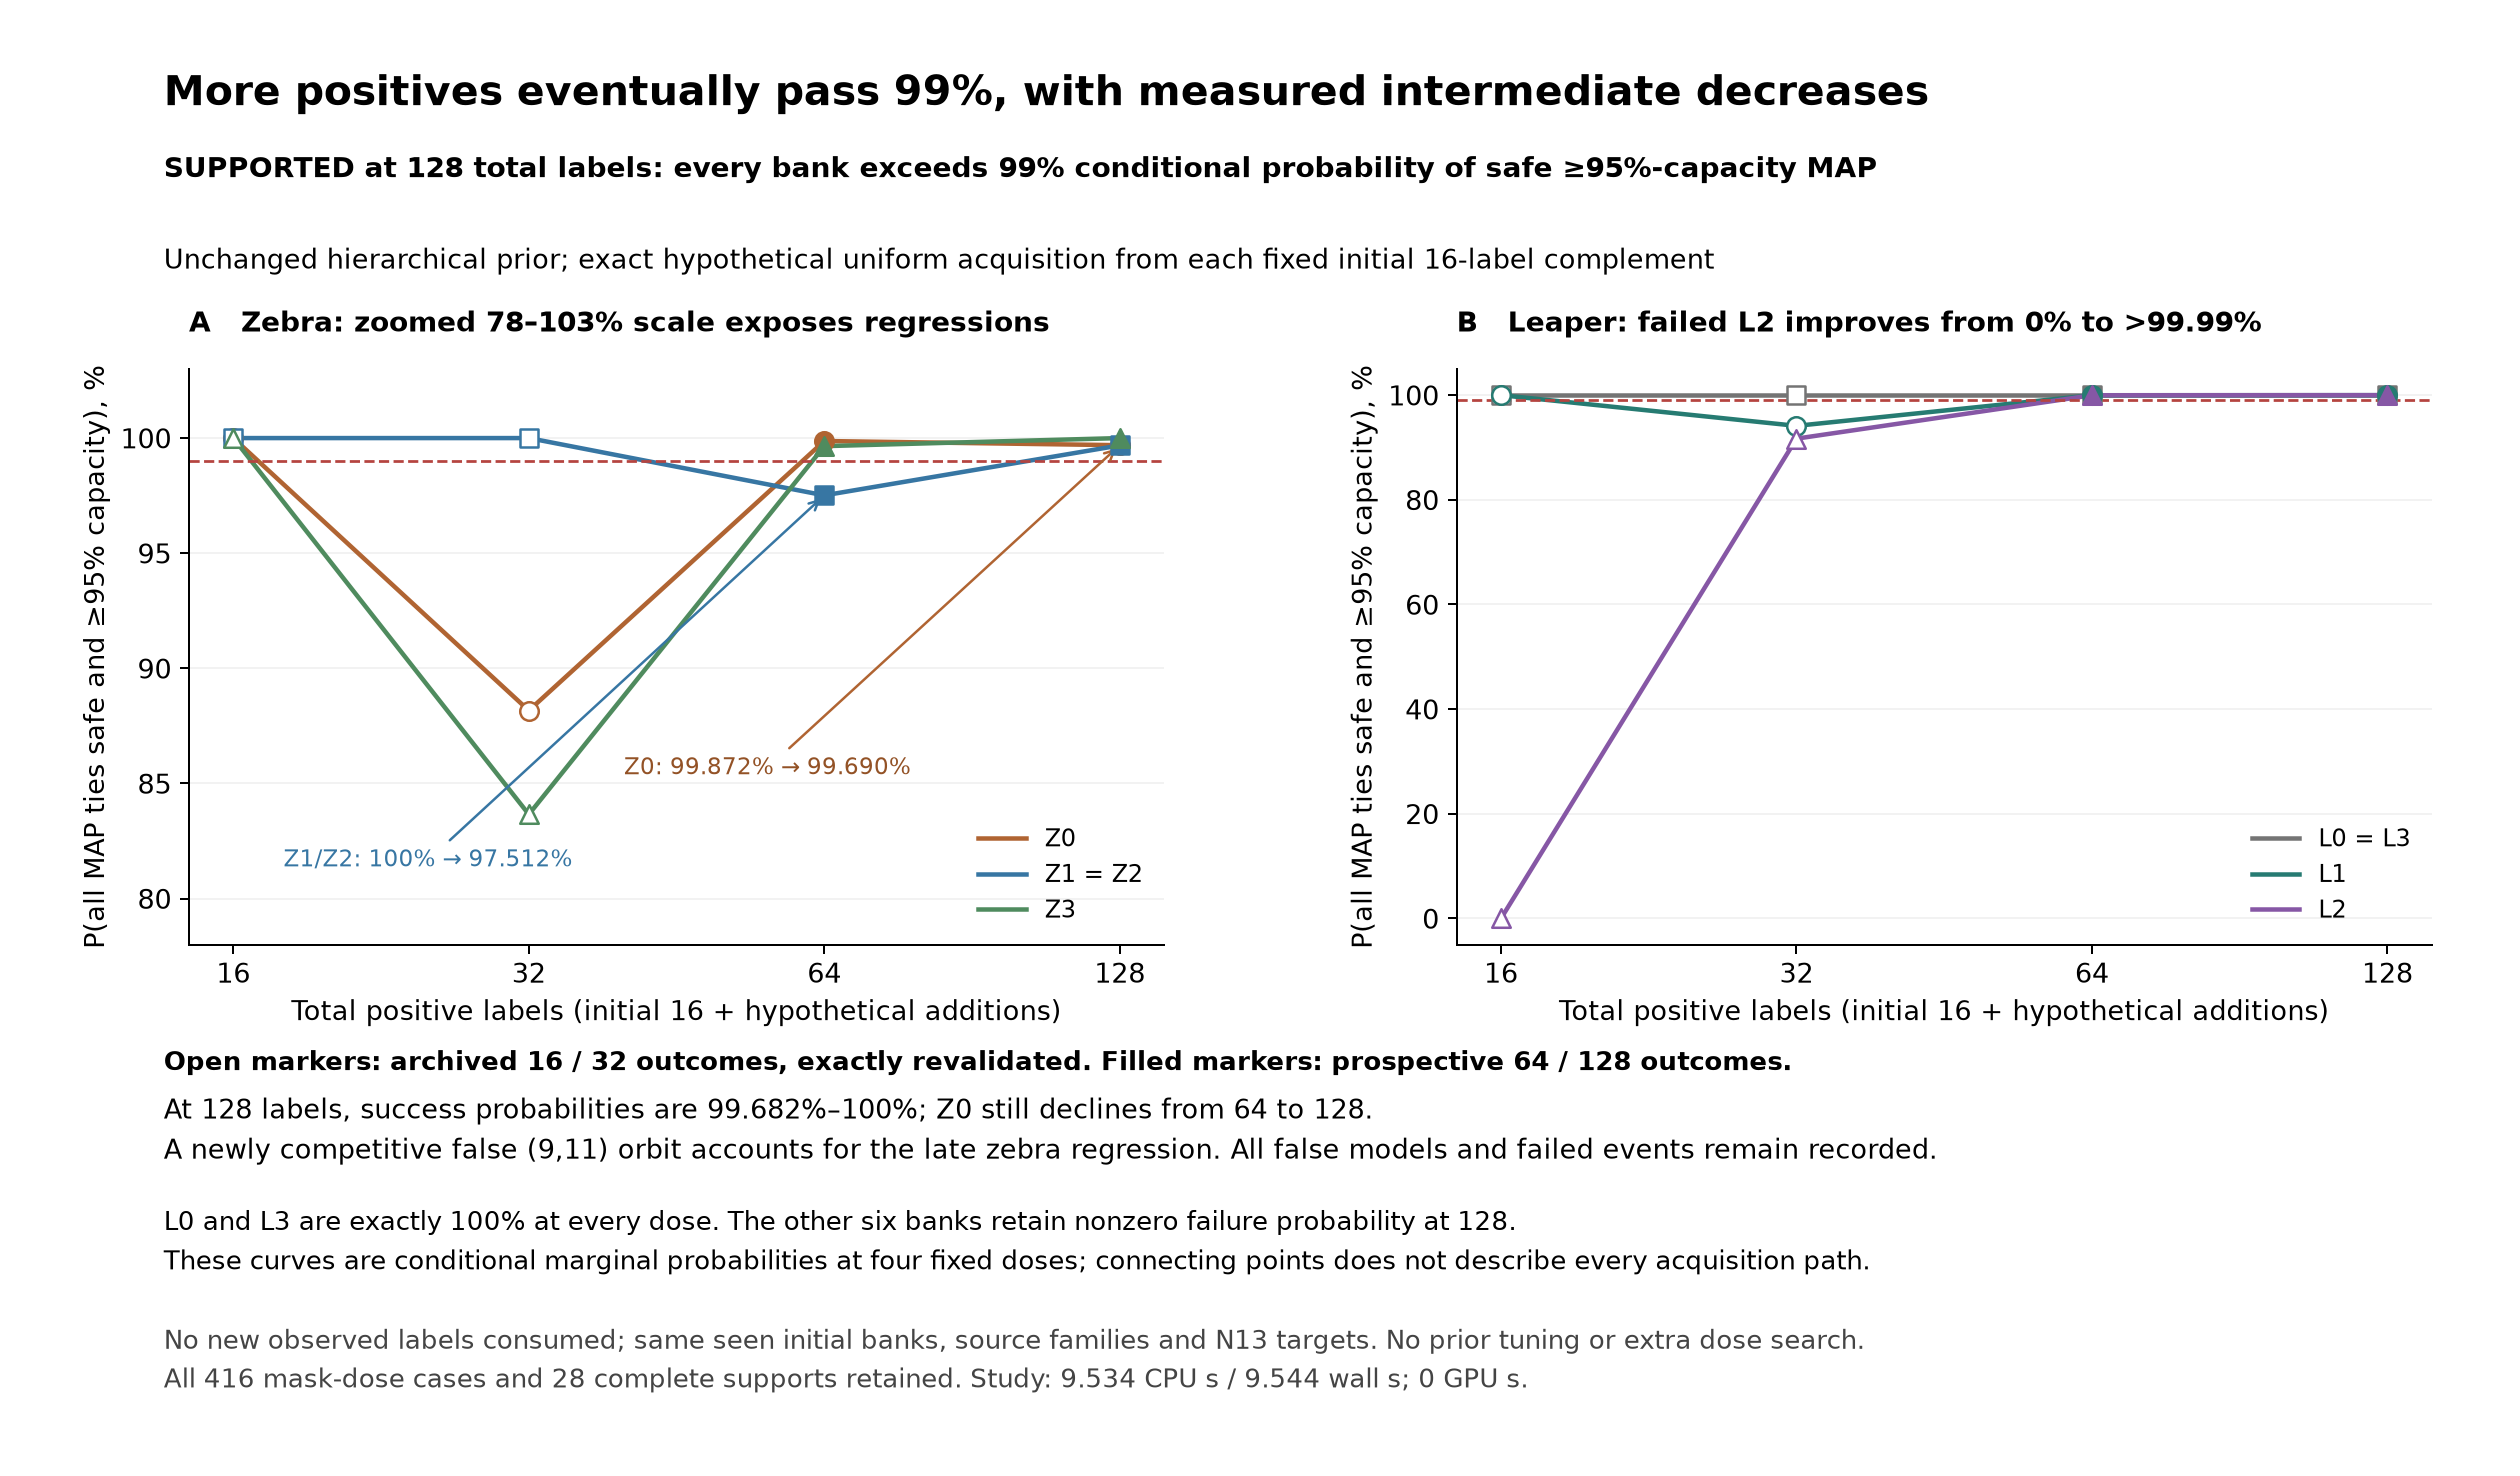 More positives eventually pass 99%, with measured intermediate decreases
SUPPORTED at 128 total labels: every bank exceeds 99% conditional probability of safe ≥95%-capacity MAP
Unchanged hierarchical prior; exact hypothetical uniform acquisition from each fixed initial 16-label complement
A Zebra: zoomed 78–103% scale exposes regressions
P(all MAP ties safe and ≥95% capacity), %
100
95
90
85
80
Z0: 99.872% → 99.690%
Z1/Z2: 100% → 97.512%
Z0
Z1 = Z2
Z3
16 32 64 128
Total positive labels (initial 16 + hypothetical additions)
B Leaper: failed L2 improves from 0% to >99.99%
P(all MAP ties safe and ≥95% capacity), %
100
80
60
40
20
0
L0 = L3
L1
L2
16 32 64 128
Total positive labels (initial 16 + hypothetical additions)
Open markers: archived 16 / 32 outcomes, exactly revalidated. Filled markers: prospective 64 / 128 outcomes.
At 128 labels, success probabilities are 99.682%–100%; Z0 still declines from 64 to 128.
A newly competitive false (9,11) orbit accounts for the late zebra regression. All false models and failed events remain recorded.
L0 and L3 are exactly 100% at every dose. The other six banks retain nonzero failure probability at 128.
These curves are conditional marginal probabilities at four fixed doses; connecting points does not describe every acquisition path.
No new observed labels consumed; same seen initial banks, source families and N13 targets. No prior tuning or extra dose search.
All 416 mask-dose cases and 28 complete supports retained. Study: 9.534 CPU s / 9.544 wall s; 0 GPU s.